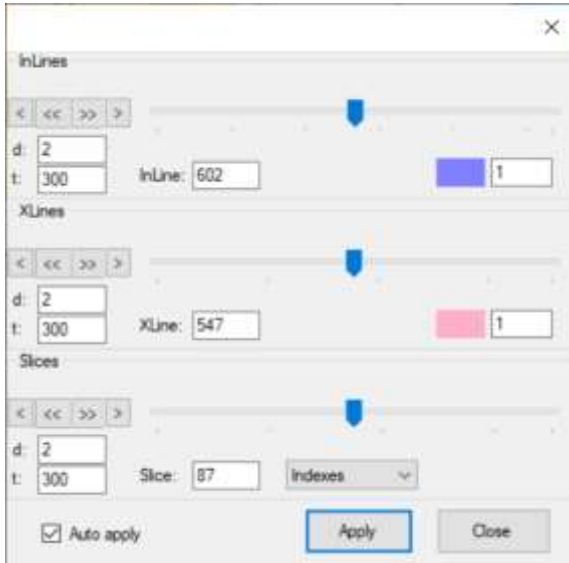 InLines
< << >> >
d: 2
t: 300 InLine: 602 1
XLines
< << >> >
d: 2
t: 300 XLine: 547 1
Slices
< << >> >
d: 2
t: 300 Slice: 87 Indexes
Auto apply Apply Close